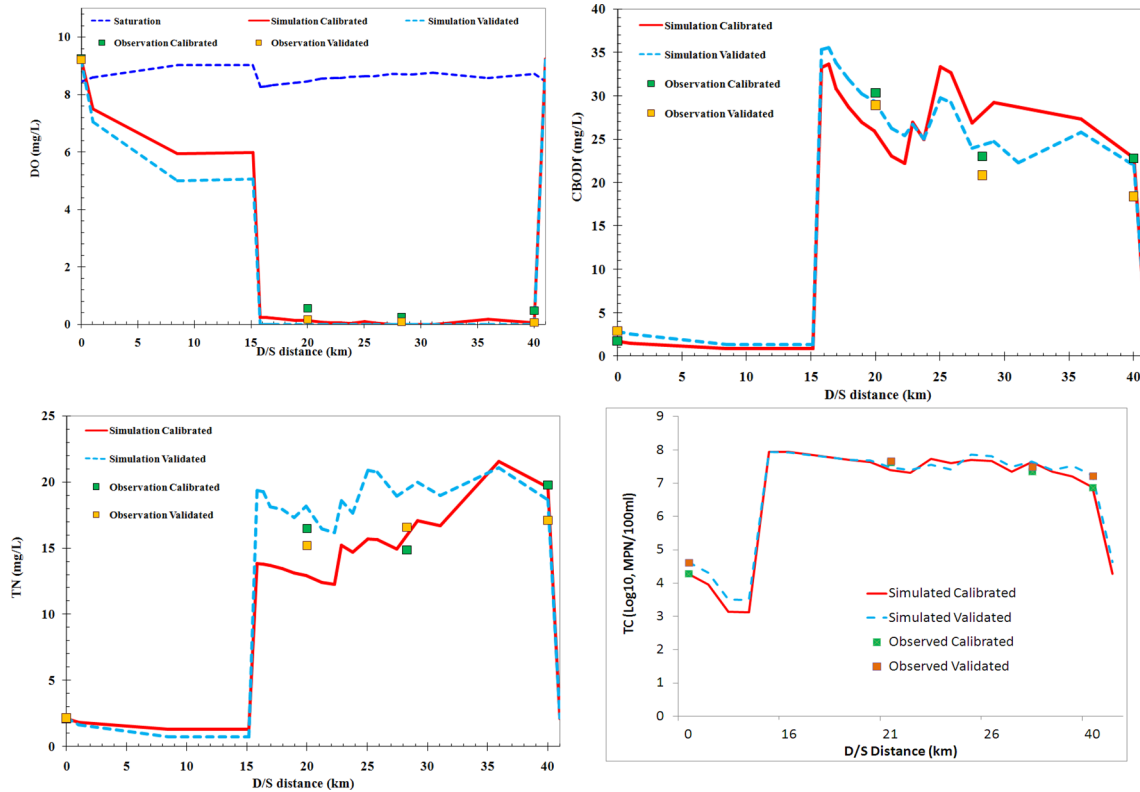 Saturation
Simulation Calibrated
Simulation Validated
Observation Calibrated
Observation Validated
10
8
6
4
2
0
DO (mg/L)
0 5 10 15 20 25 30 35 40
D/S distance (km)
Simulation Calibrated
Simulation Validated
Observation Calibrated
Observation Validated
40
35
30
25
20
15
10
5
0
CBODf (mg/L)
0 5 10 15 20 25 30 35 40
D/S distance (km)
Simulation Calibrated
Simulation Validated
Observation Calibrated
Observation Validated
25
20
15
10
5
0
TN (mg/L)
0 5 10 15 20 25 30 35 40
D/S distance (km)
9
8
7
6
5
4
3
2
1
0
TC (Log10, MPN/100ml)
Simulated Calibrated
Simulated Validated
Observed Calibrated
Observed Validated
0 16 21 26 40
D/S Distance (km)